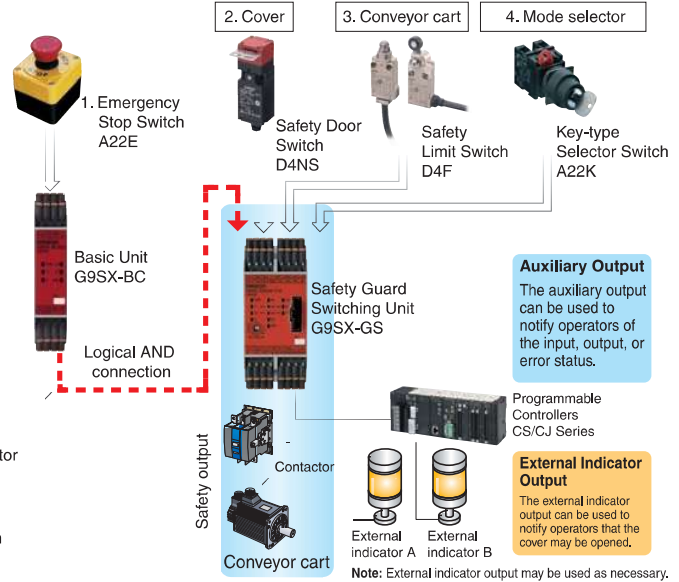 2. Cover
3. Conveyor cart
4. Mode selector
1. Emergency
Stop Switch
A22E
Safety Door
Switch
D4NS
Safety
Limit Switch
D4F
Key-type
Selector Switch
A22K
Basic Unit
G9SX-BC
Safety Guard
Switching Unit
G9SX-GS
Logical AND
connection
Auxiliary Output
The auxiliary output
can be used to
notify operators of
the input, output, or
error status.
Programmable
Controllers
CS/CJ Series
tor
Safety output
Contactor
Conveyor cart
External
indicator A
External
indicator B
External Indicator
Output
The external indicator
output can be used to
notify operators that the
cover may be opened.
Note: External indicator output may be used as necessary.